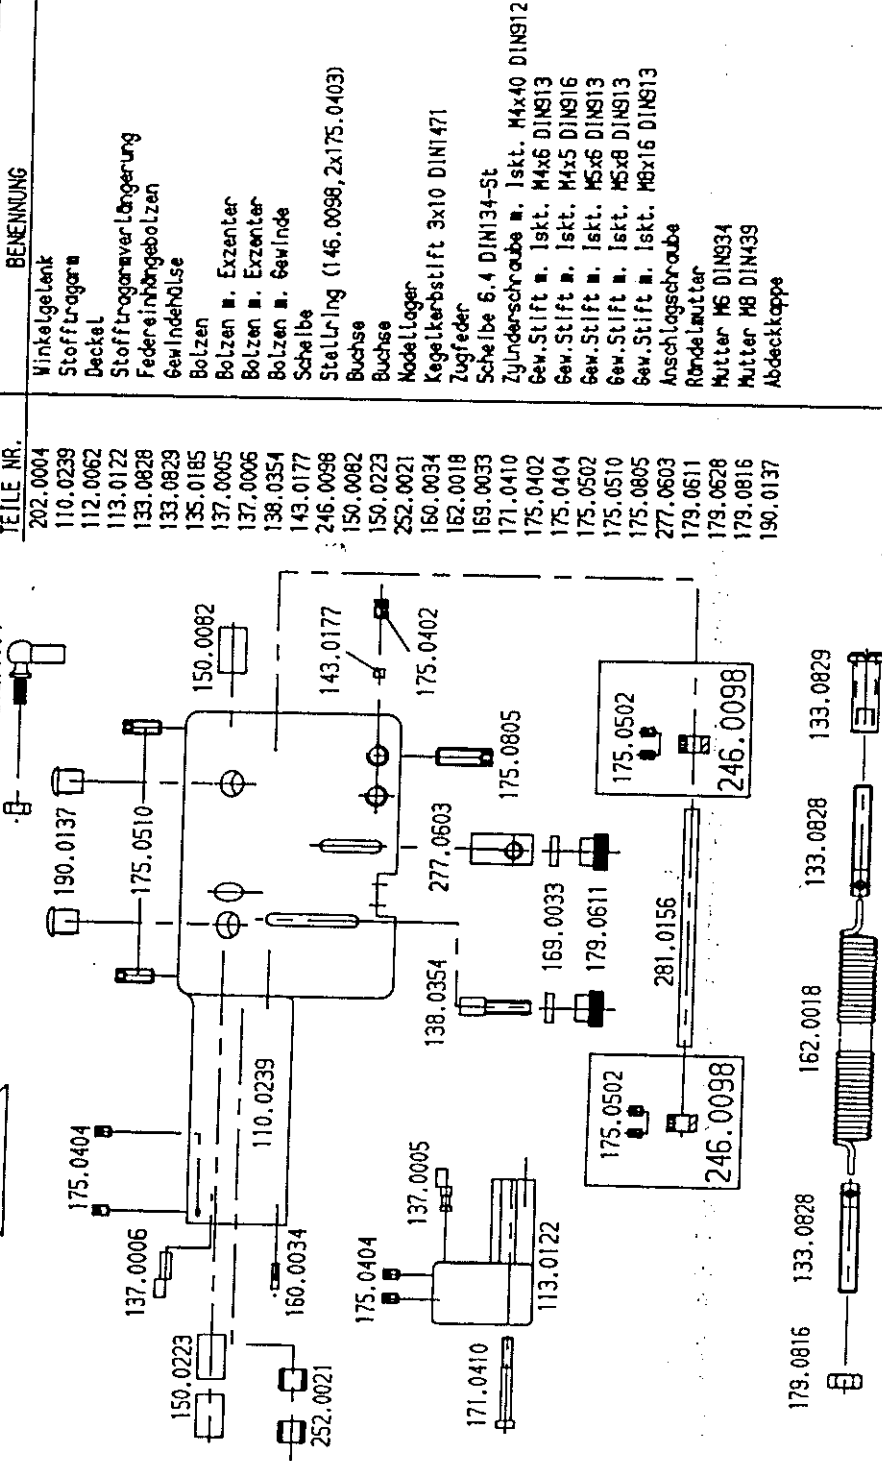 TEILE NR. BENENNUNG
202.0004 Winkelgelenk
110.0239 Stofftragarm
112.0062 Deckel
113.0122 Stofftragarmverlängerung
133.0828 Federeinhängebolzen
133.0829 Gewindehülse
135.0185 Bolzen
137.0005 Bolzen m. Exzenter
137.0006 Bolzen m. Exzenter
138.0354 Bolzen m. Gewinde
143.0177 Scheibe
246.0098 Stellring (146.0098,2x175.0403)
150.0082 Buchse
150.0223 Buchse
252.0021 Nadellager
160.0034 Kegelkerbstift 3x10 DIN1471
162.0018 Zugfeder
169.0033 Scheibe 6.4 DIN134-St
171.0410 Zylinderschraube m. Iskt. M4x40 DIN912
175.0402 Gew.Stift m. Iskt. M4x6 DIN913
175.0404 Gew.Stift m. Iskt. M4x5 DIN916
175.0502 Gew.Stift m. Iskt. M5x6 DIN913
175.0510 Gew.Stift m. Iskt. M5x8 DIN913
175.0805 Gew.Stift m. Iskt. M8x16 DIN913
277.0603 Anschlagschraube
179.0611 Rändelmutter
179.0628 Mutter M6 DIN934
179.0816 Mutter M8 DIN439
190.0137 Abdeckkappe
190.0137
175.0510
150.0082
143.0177
175.0402
175.0404
137.0006
110.0239
160.0034
150.0223
252.0021
175.0805
277.0603
138.0354
169.0033
179.0611
175.0404
137.0005
113.0122
171.0410
175.0502
246.0098
281.0156
175.0502
246.0098
179.0816
133.0828
162.0018
133.0828
133.0829